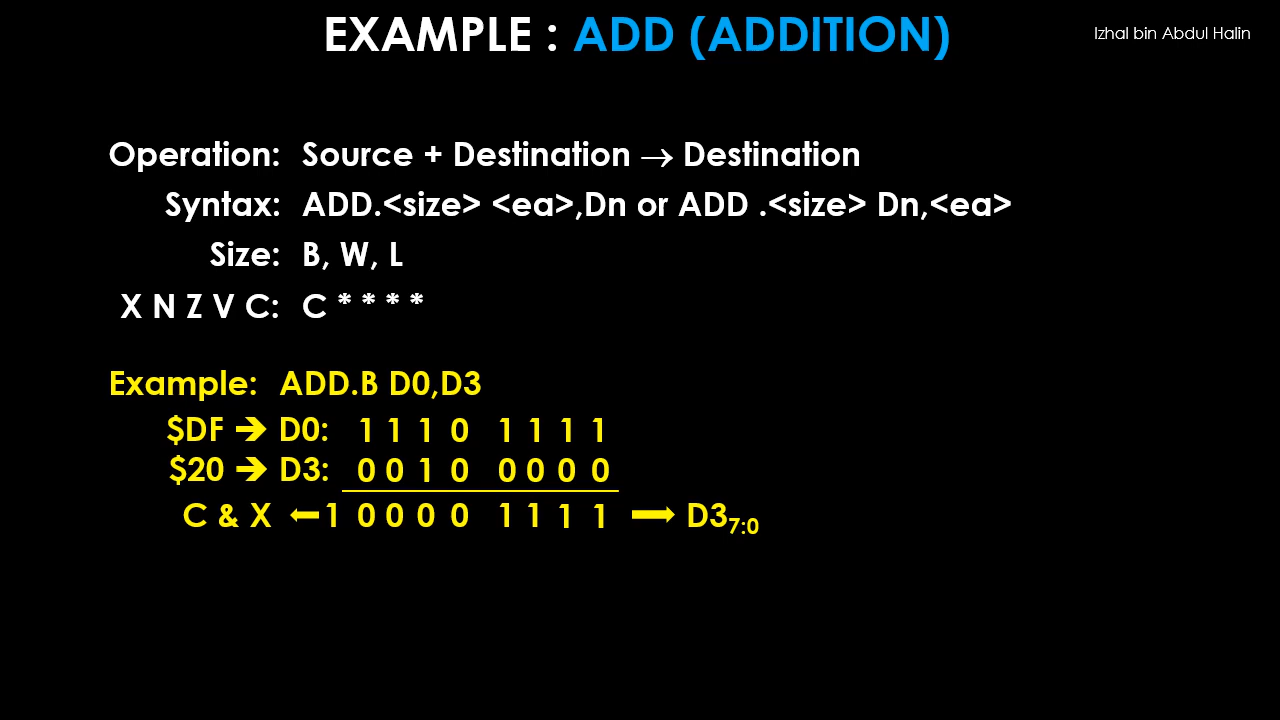 EXAMPLE : ADD (ADDITION)
Izhal bin Abdul Halin
Operation: Source + Destination → Destination
Syntax: ADD.<size> <ea>,Dn or ADD .<size> Dn,<ea>
Size: B, W, L
X N Z V C: C * * * *
Example: ADD.B D0,D3
$DF ➔ D0: 1 1 1 0 1 1 1 1
$20 ➔ D3: 0 0 1 0 0 0 0 0
C & X ← 1 0 0 0 0 1 1 1 1 → D37:0